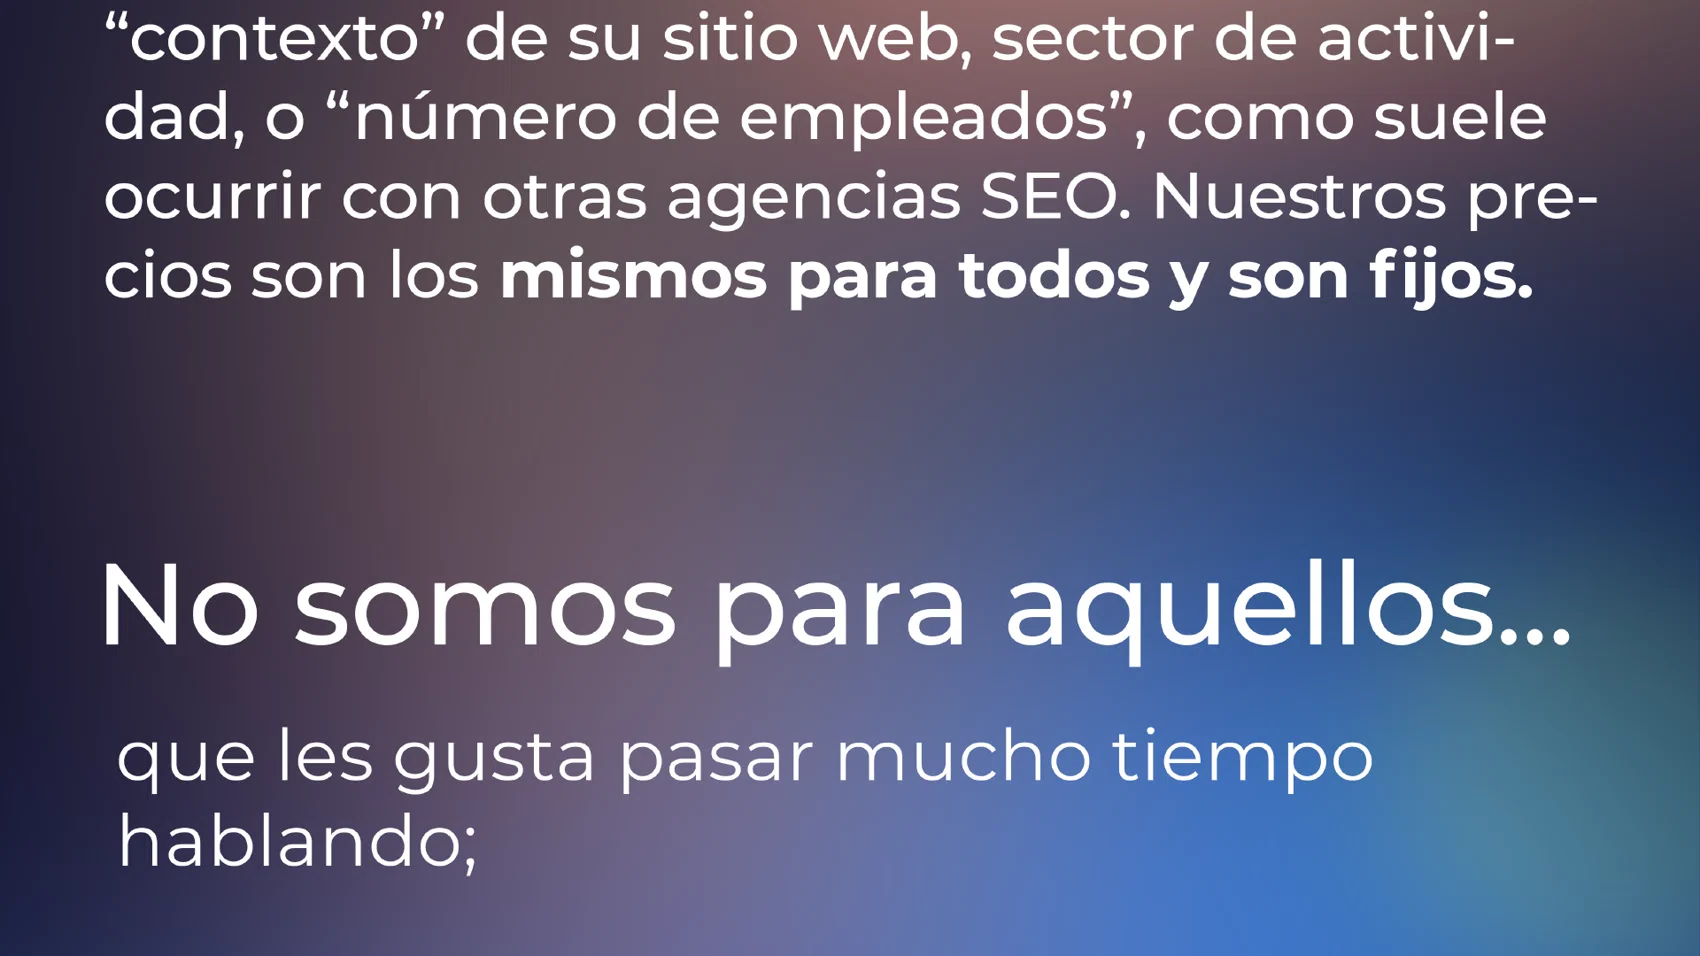 “contexto” de su sitio web, sector de activi-
dad, o “número de empleados”, como suele
ocurrir con otras agencias SEO. Nuestros pre-
cios son los mismos para todos y son fijos.
No somos para aquellos...
que les gusta pasar mucho tiempo
hablando;